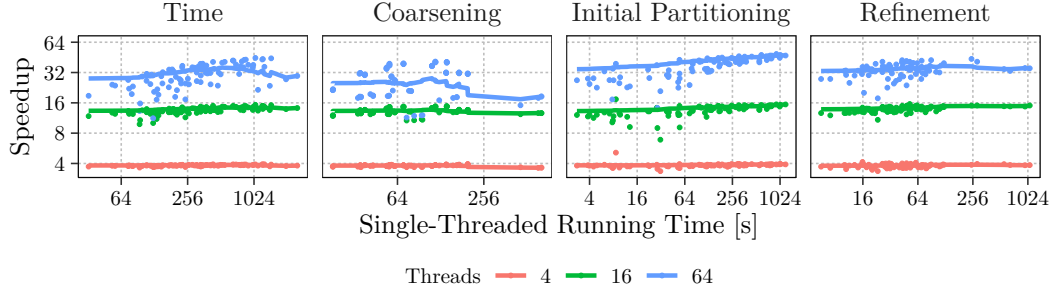 Time Coarsening Initial Partitioning Refinement
64
32
16
8
4
Speedup
64 256 1024 64 256 4 16 64 256 1024 16 64 256 1024
Single-Threaded Running Time [s]
Threads 4 16 64